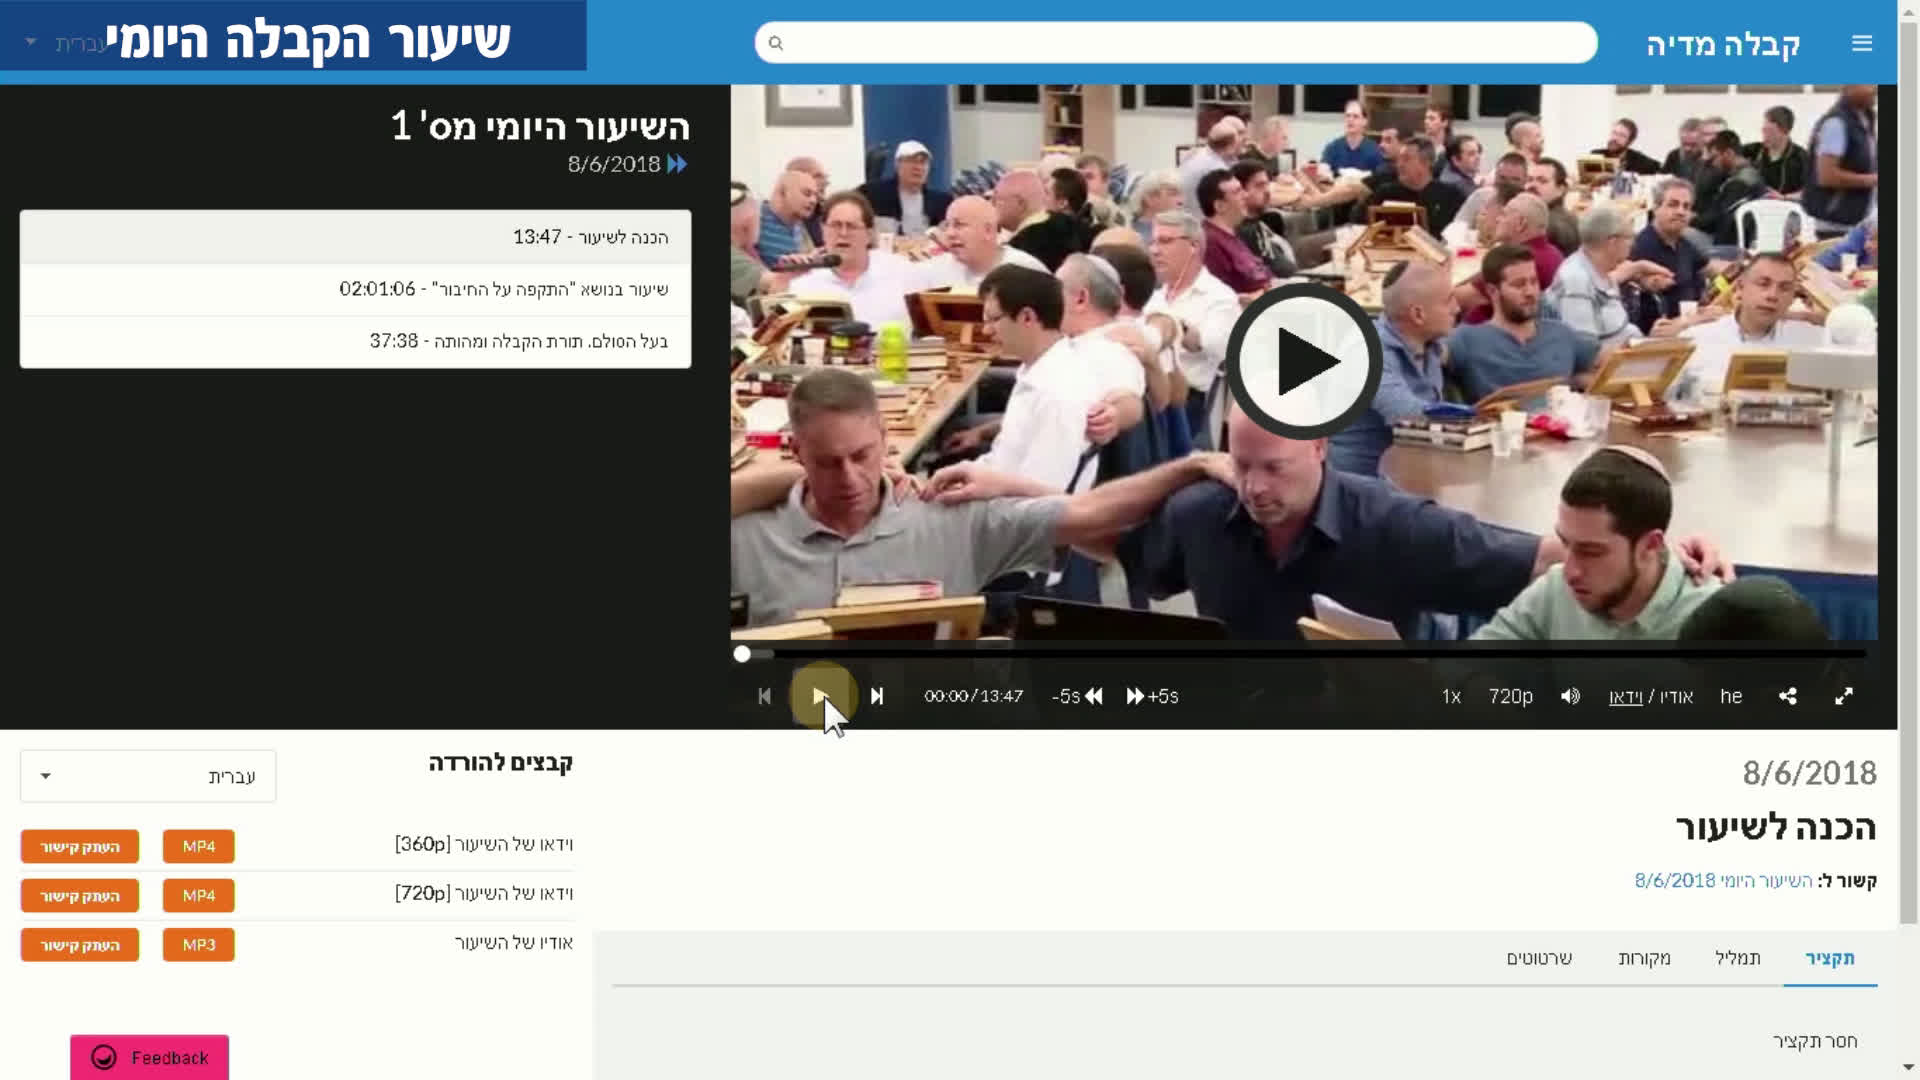 קבלה מדיה
עברית
שיעור הקבלה היומי
השיעור היומי מס' 1
8/6/2018
הכנה לשיעור - 13:47
שיעור בנושא "התקפה על החיבור" - 02:01:06
בעל הסולם. תורת הקבלה ומהותה - 37:38
00:00 / 13:47
-5s
+5s
1x
720p
אודיו / וידאו
he
8/6/2018
הכנה לשיעור
קשור ל: השיעור היומי 8/6/2018
תקציר
תמליל
מקורות
שרטוטים
חסר תקציר
קבצים להורדה
עברית
וידאו של השיעור [360p] MP4 העתק קישור
וידאו של השיעור [720p] MP4 העתק קישור
אודיו של השיעור MP3 העתק קישור
Feedback